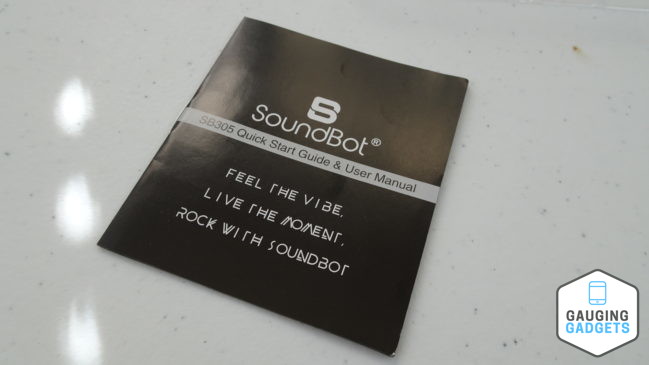 SoundBot®
SB305 Quick Start Guide & User Manual
FEEL THE VIBE,
LIVE THE MOMENT,
ROCK WITH SOUNDBOT
GAUGING
GADGETS